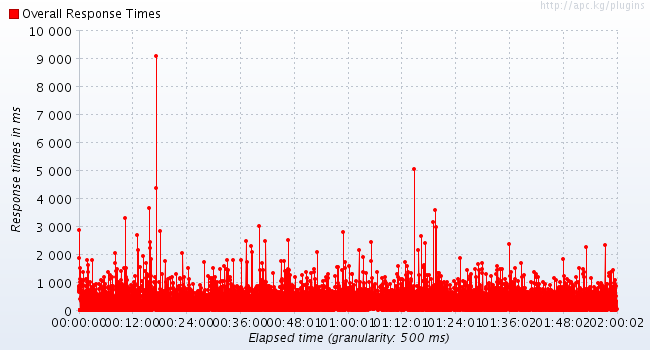 http://apc.kg/plugins
Overall Response Times
10 000
9 000
8 000
7 000
6 000
5 000
4 000
3 000
2 000
1 000
0
Response times in ms
00:00:00 00:12:00 00:24:00 00:36:00 00:48:01 01:00:01 01:12:01 01:24:01 01:36:02 01:48:02 02:00:02
Elapsed time (granularity: 500 ms)